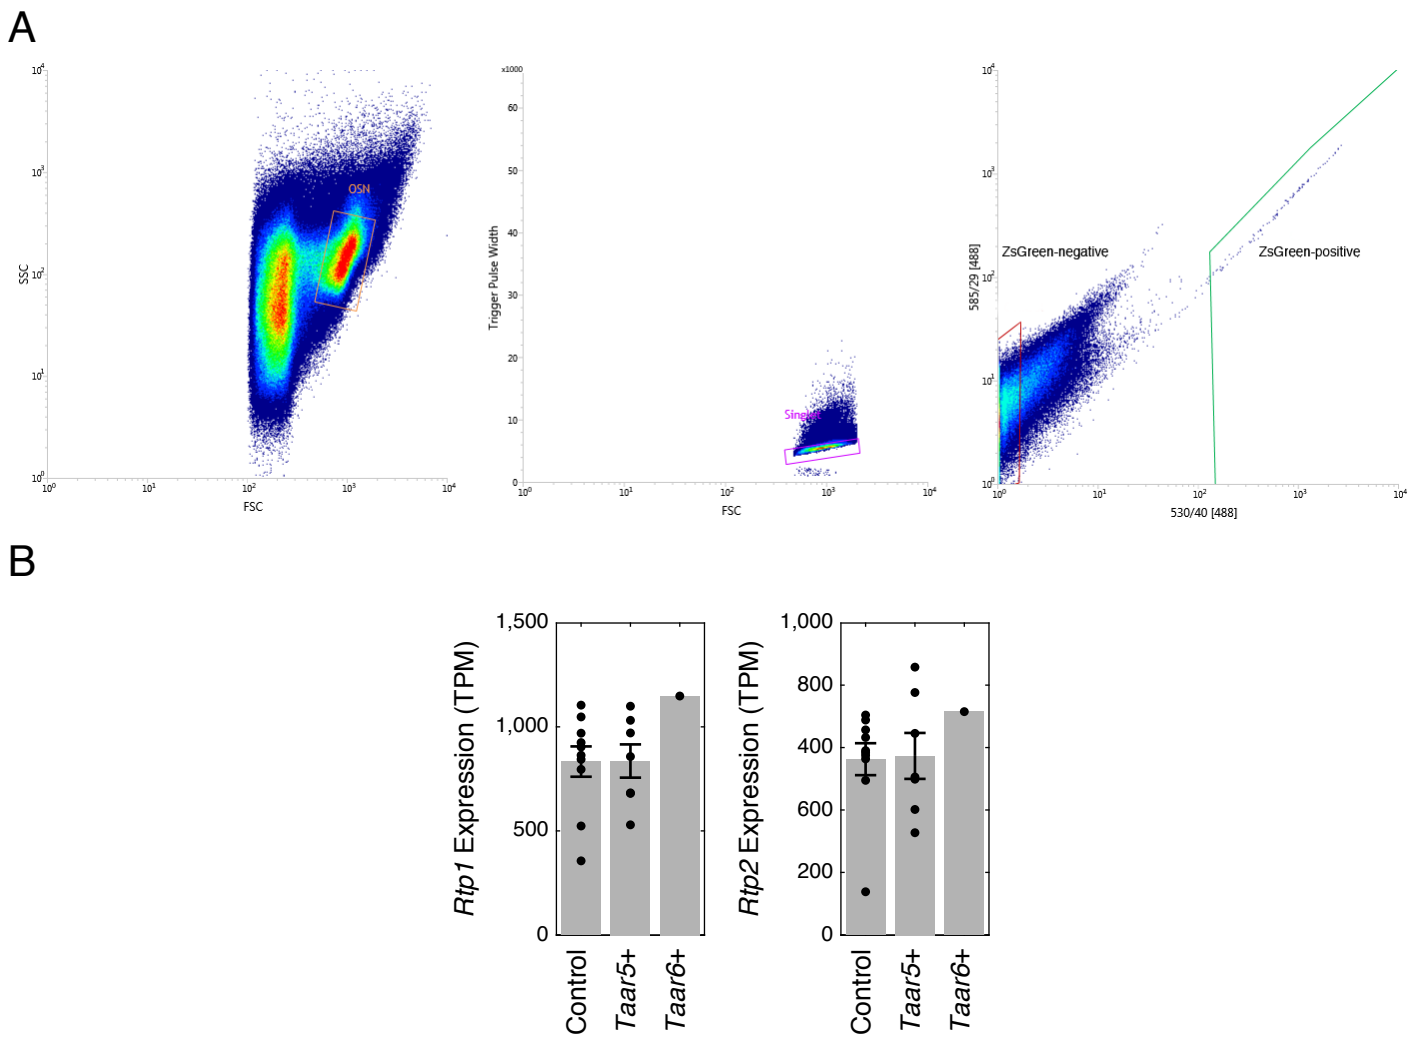 A
10⁴
10³
10²
10¹
10⁰
SSC
OSN
10⁰ 10¹ 10² 10³ 10⁴
FSC
x1000
60
50
40
30
20
10
0
Trigger Pulse Width
10⁰ 10¹ 10² 10³ 10⁴
FSC
10⁴
10³
10²
10¹
10⁰
585/29 [488]
ZsGreen-negative
ZsGreen-positive
10⁰ 10¹ 10² 10³ 10⁴
530/40 [488]
B
1,500
1,000
500
0
Rtp1 Expression (TPM)
Control
Taar5+
Taar6+
1,000
800
400
600
200
0
Rtp2 Expression (TPM)
Control
Taar5+
Taar6+